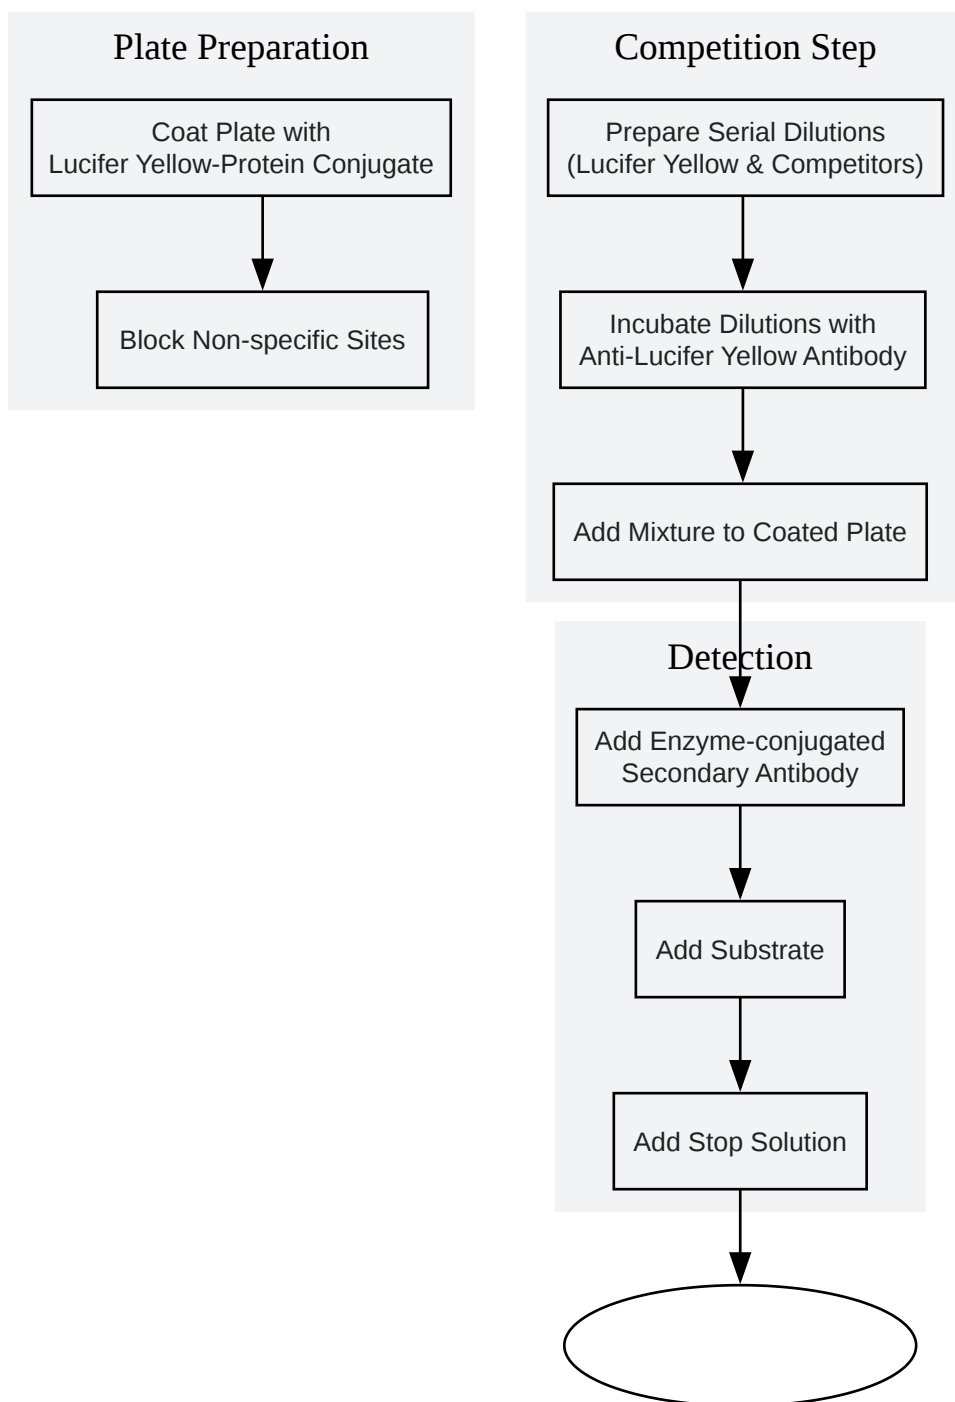 Plate Preparation
Coat Plate with
Lucifer Yellow-Protein Conjugate
Block Non-specific Sites
Competition Step
Prepare Serial Dilutions
(Lucifer Yellow & Competitors)
Incubate Dilutions with
Anti-Lucifer Yellow Antibody
Add Mixture to Coated Plate
Detection
Add Enzyme-conjugated
Secondary Antibody
Add Substrate
Add Stop Solution